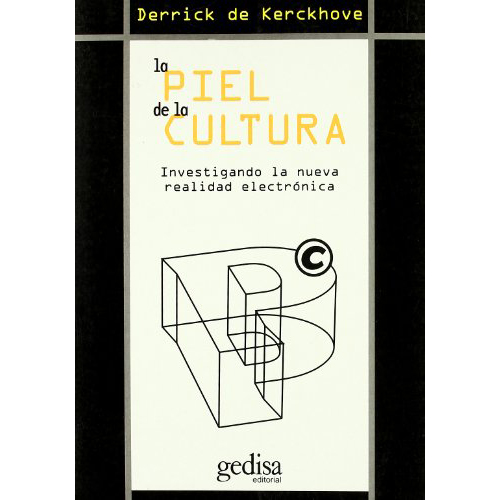 Derrick de Kerckhove
la PIEL
de la CULTURA
Investigando la nueva
realidad electrónica
C
gedisa
editorial